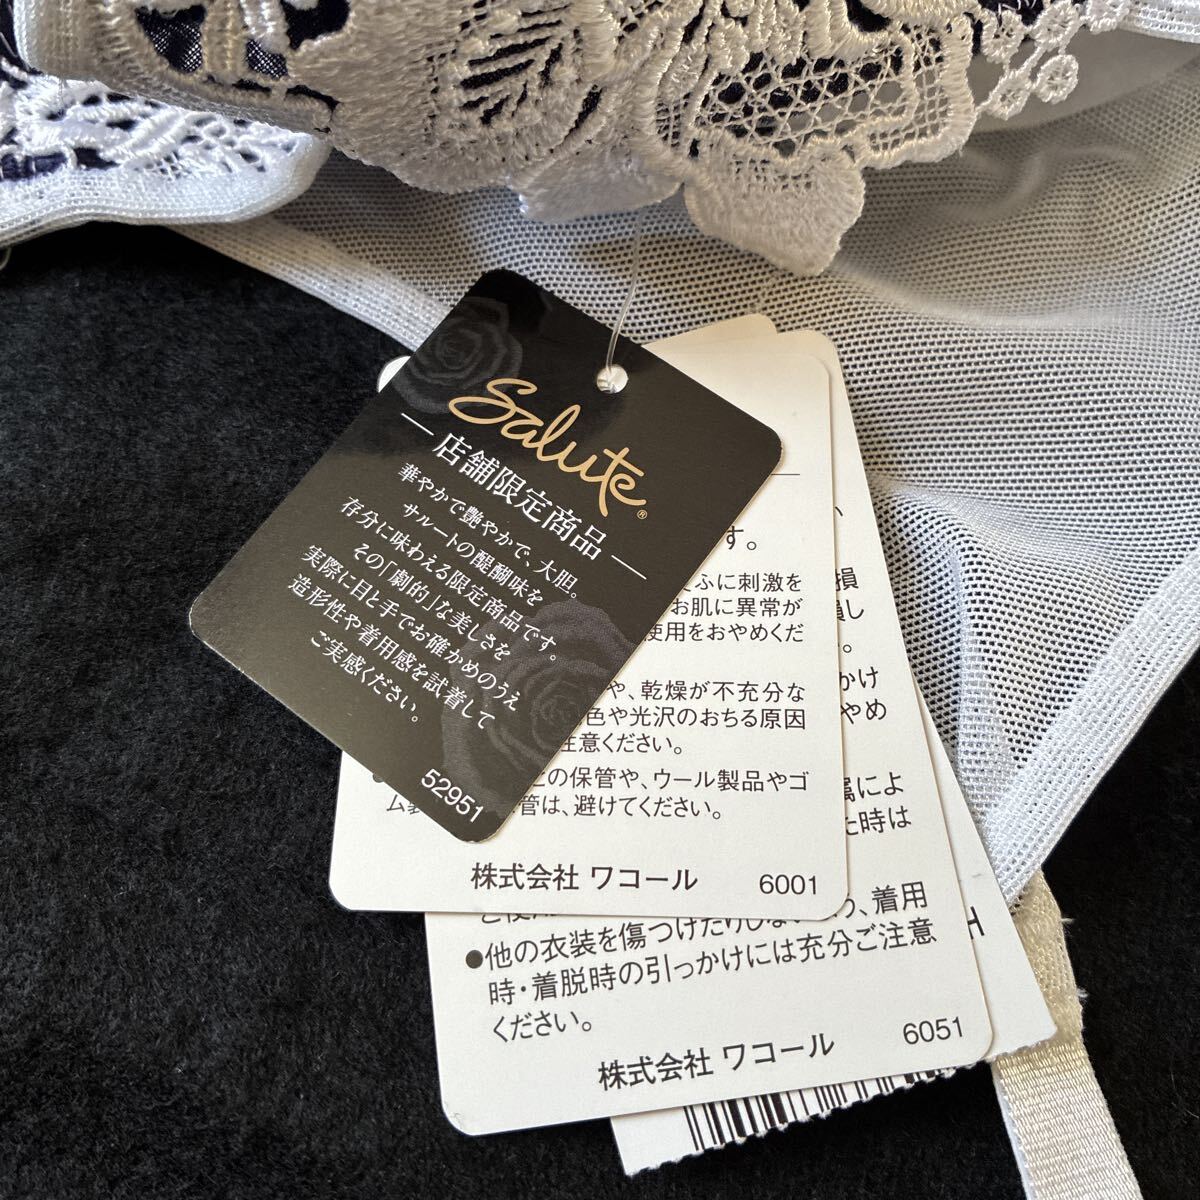 Salute®
店舗限定商品
華やかで艶やかで、大胆。
サルートの醍醐味を
存分に味わえる限定商品です。
その「劇的」な美しさを
実際に目と手でお確かめのうえ
造形性や着用感を試着して
ご実感ください。
52951
す。
ふに刺激を
お肌に異常が
使用をおやめくだ
や、乾燥が不充分な
色や光沢のおちる原因
注意ください。
の保管や、ウール製品やゴ
管は、避けてください。
株式会社 ワコール
6001
損
かけ
やめ
属によ
た時は
着用
●他の衣装を傷つけたりしない
時・着脱時の引っかけには充分ご注意
ください。
株式会社 ワコール
6051
H